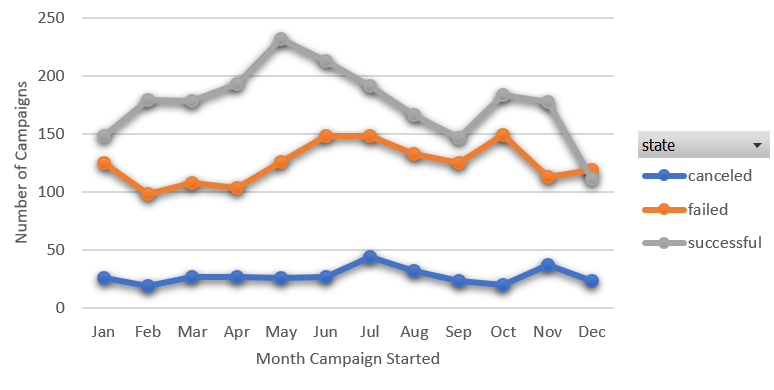 250
200
150
100
50
0
Number of Campaigns
Jan Feb Mar Apr May Jun Jul Aug Sep Oct Nov Dec
Month Campaign Started
state
canceled
failed
successful